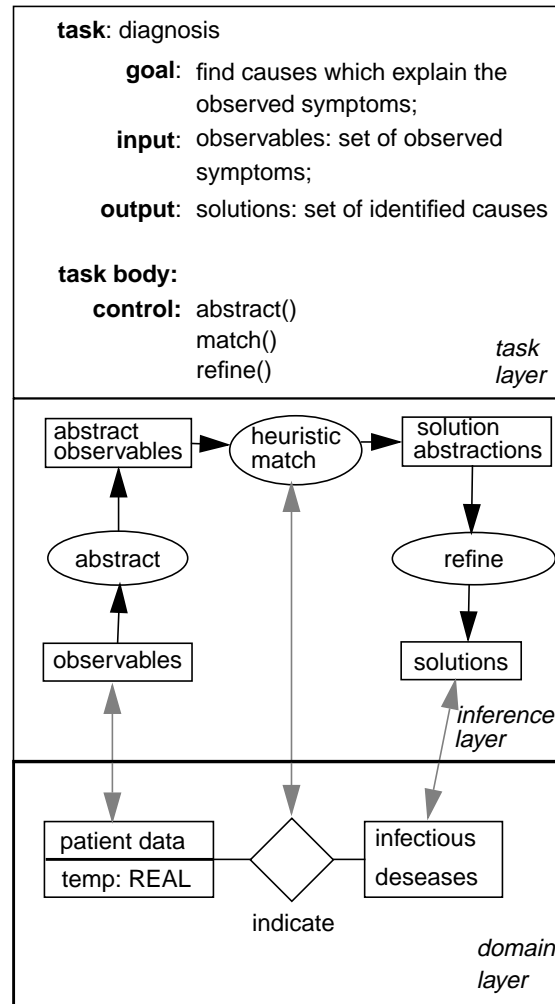 task: diagnosis
goal: find causes which explain the
observed symptoms;
input: observables: set of observed
symptoms;
output: solutions: set of identified causes
task body:
control: abstract()
match()
refine()
task
layer
abstract
observables
heuristic
match
solution
abstractions
abstract
refine
observables
solutions
inference
layer
patient data
temp: REAL
indicate
infectious
deseases
domain
layer